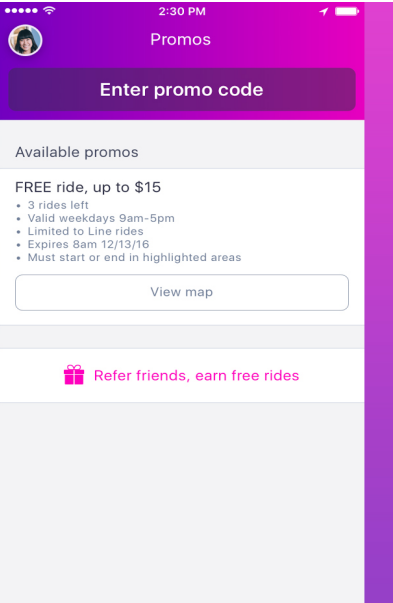 2:30 PM
Promos
Enter promo code
Available promos
FREE ride, up to $15
• 3 rides left
• Valid weekdays 9am-5pm
• Limited to Line rides
• Expires 8am 12/13/16
• Must start or end in highlighted areas
View map
Refer friends, earn free rides